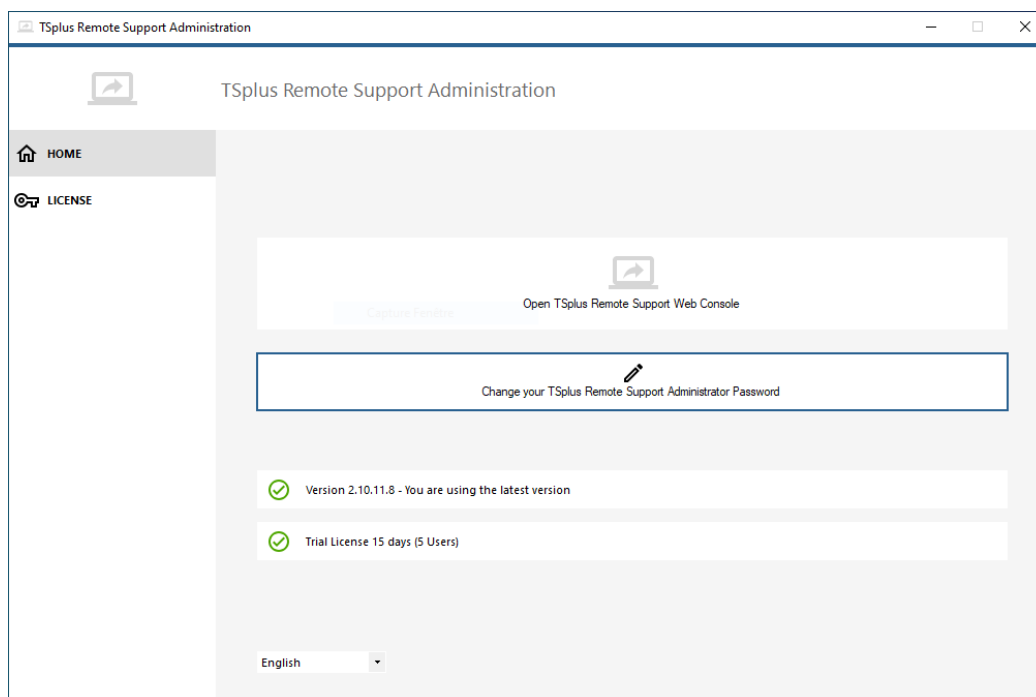 TSplus Remote Support Administration
TSplus Remote Support Administration
HOME
LICENSE
Open TSplus Remote Support Web Console
Capture Fenêtre
Change your TSplus Remote Support Administrator Password
Version 2.10.11.8 - You are using the latest version
Trial License 15 days (5 Users)
English